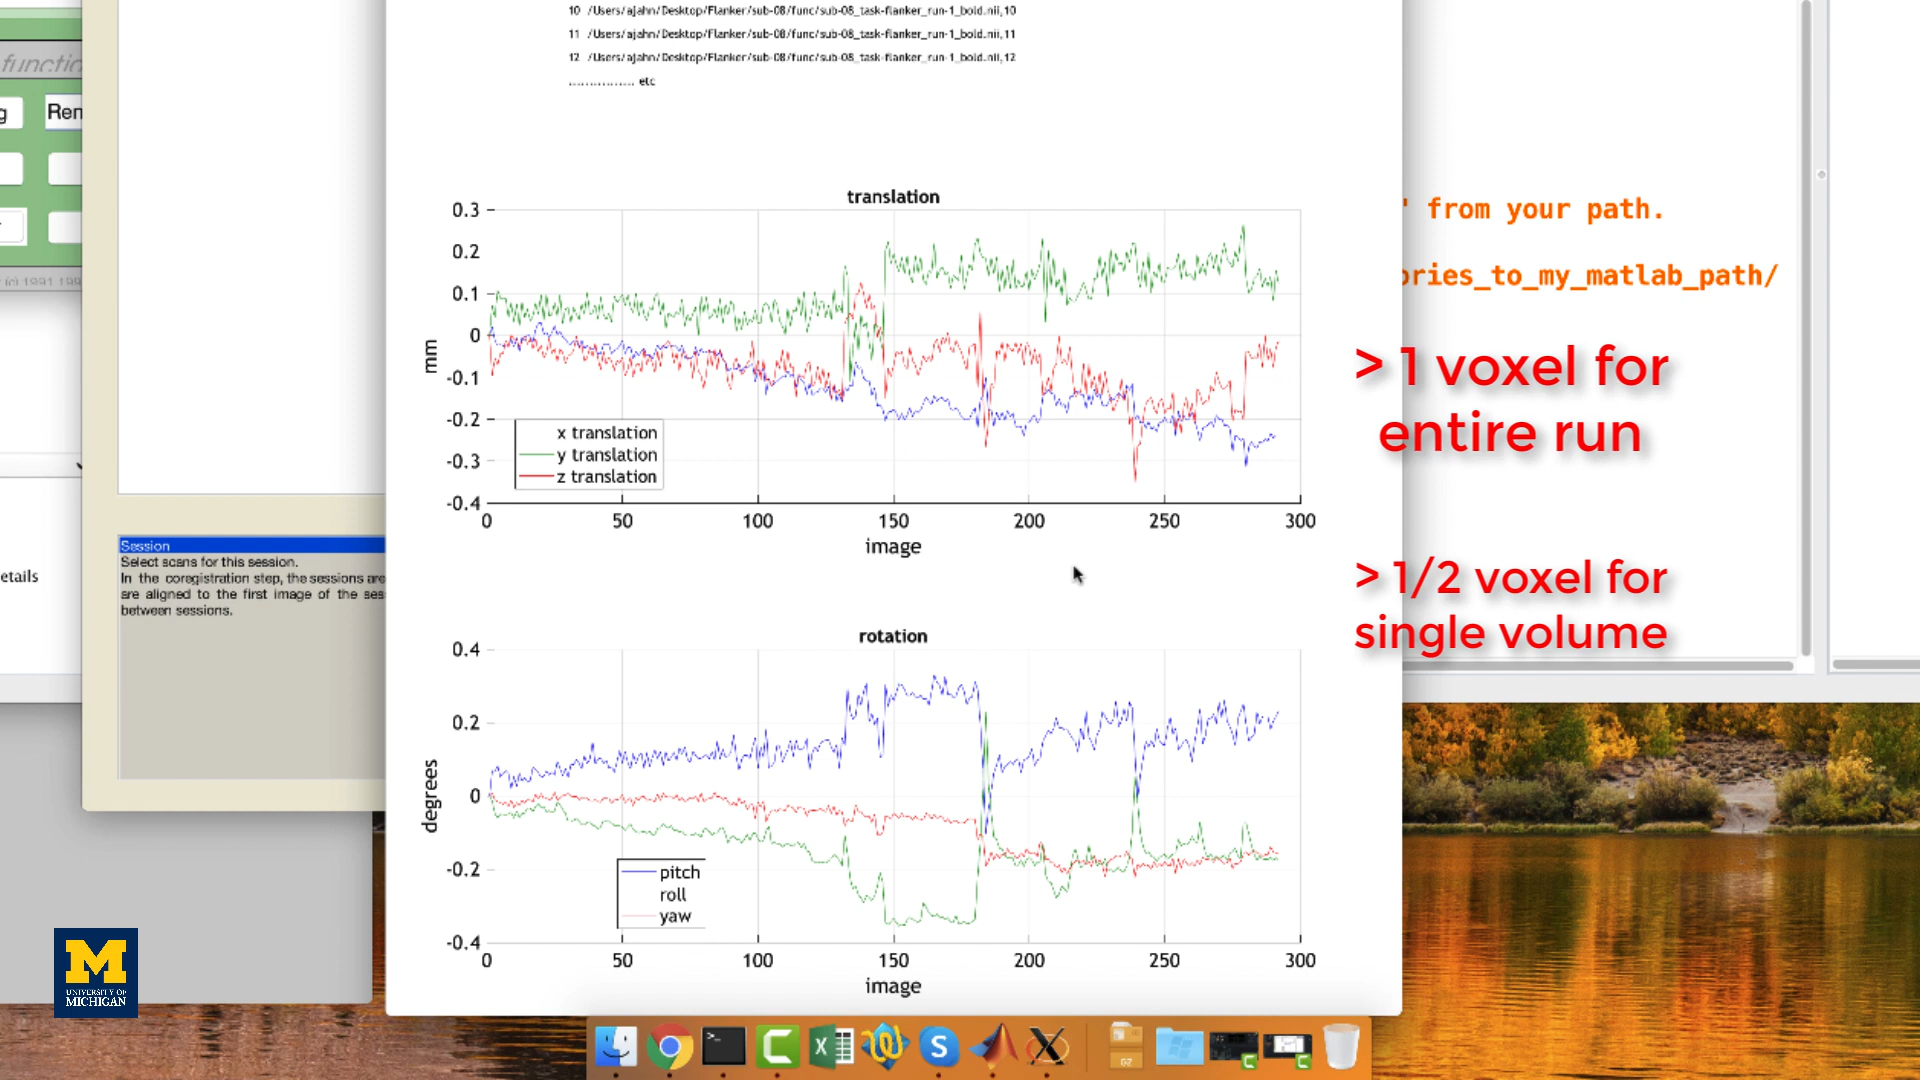 10 /Users/ajahn/Desktop/Flanker/sub-08/func/sub-08_task-flanker_run-1_bold.nii,10
11 /Users/ajahn/Desktop/Flanker/sub-08/func/sub-08_task-flanker_run-1_bold.nii,11
12 /Users/ajahn/Desktop/Flanker/sub-08/func/sub-08_task-flanker_run-1_bold.nii,12
................ etc
functio
g
Ren
(c) 1991,199
etails
Session
Select scans for this session.
In the coregistration step, the sessions are
are aligned to the first image of the ses
between sessions.
translation
0.3
0.2
0.1
0
-0.1
-0.2
-0.3
-0.4
mm
x translation
y translation
z translation
0 50 100 150 200 250 300
image
rotation
0.4
0.2
0
-0.2
-0.4
degrees
pitch
roll
yaw
0 50 100 150 200 250 300
image
' from your path.
ories_to_my_matlab_path/
> 1 voxel for
entire run
> 1/2 voxel for
single volume
M
UNIVERSITY OF
MICHIGAN